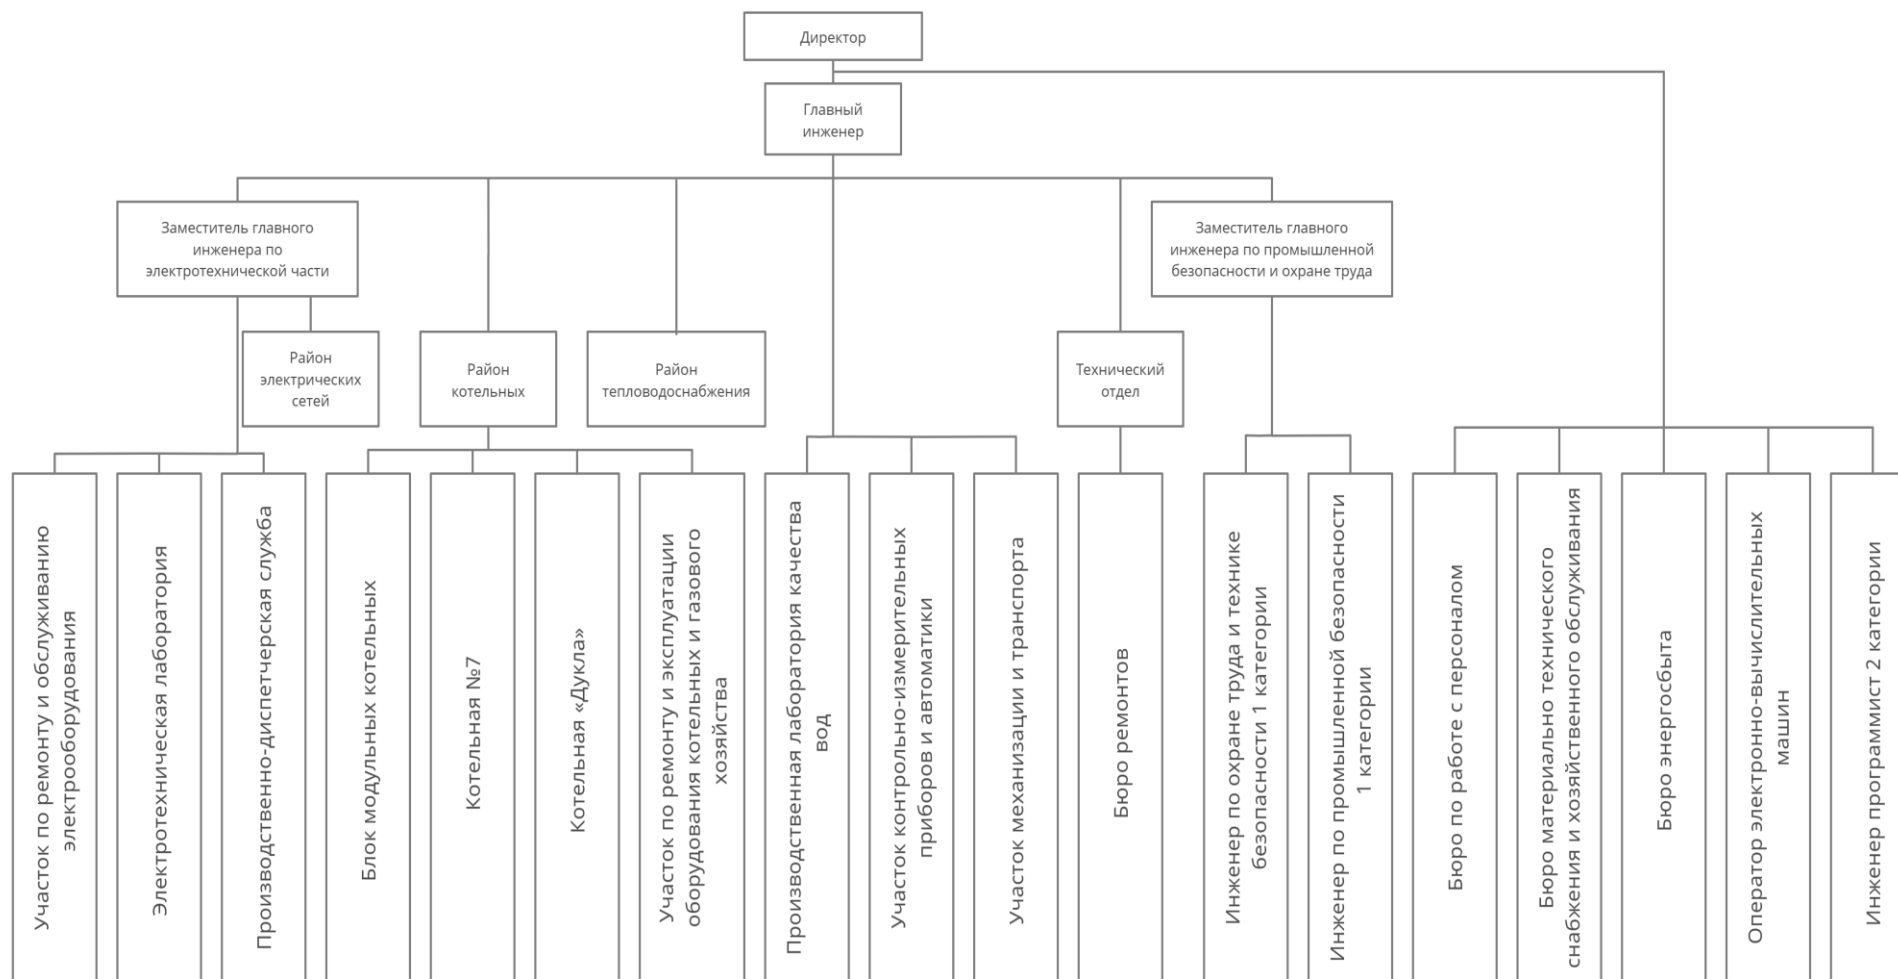 Директор
Главный
инженер
Заместитель главного
инженера по
электротехнической части
Заместитель главного
инженера по промышленной
безопасности и охране труда
Район
электрических
сетей
Район
котельных
Район
тепловодоснабжения
Технический
отдел
Участок по ремонту и обслуживанию
электрооборудования
Электротехническая лаборатория
Производственно-диспетчерская служба
Блок модульных котельных
Котельная №7
Котельная «Дукла»
Участок по ремонту и эксплуатации
оборудования котельных и газового
хозяйства
Производственная лаборатория качества
вод
Участок контрольно-измерительных
приборов и автоматики
Участок механизации и транспорта
Бюро ремонтов
Инженер по охране труда и технике
безопасности 1 категории
Инженер по промышленной безопасности
1 категории
Бюро по работе с персоналом
Бюро материально технического
снабжения и хозяйственного обслуживания
Бюро энергосбыта
Оператор электронно-вычислительных
машин
Инженер программист 2 категории